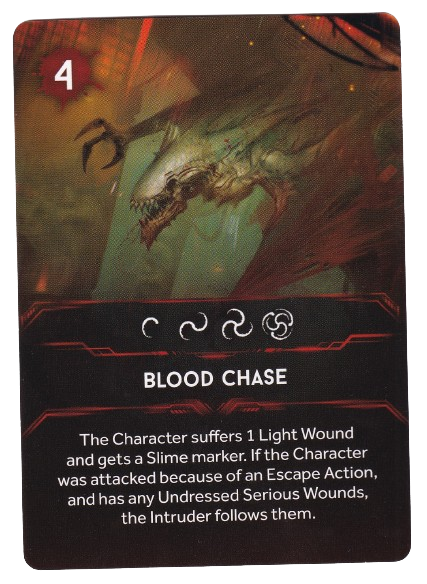 4
BLOOD CHASE
The Character suffers 1 Light Wound
and gets a Slime marker. If the Character
was attacked because of an Escape Action,
and has any Undressed Serious Wounds,
the Intruder follows them.